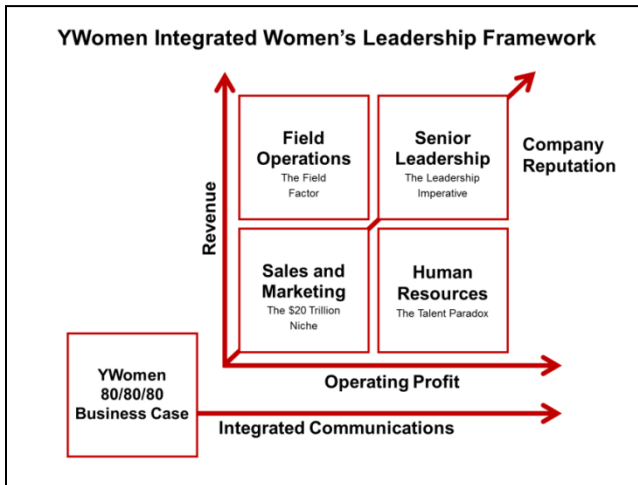 YWomen Integrated Women's Leadership Framework
Field
Operations
The Field
Factor
Senior
Leadership
The Leadership
Imperative
Company
Reputation
Revenue
Sales and
Marketing
The $20 Trillion
Niche
Human
Resources
The Talent Paradox
YWomen
80/80/80
Business Case
Operating Profit
Integrated Communications